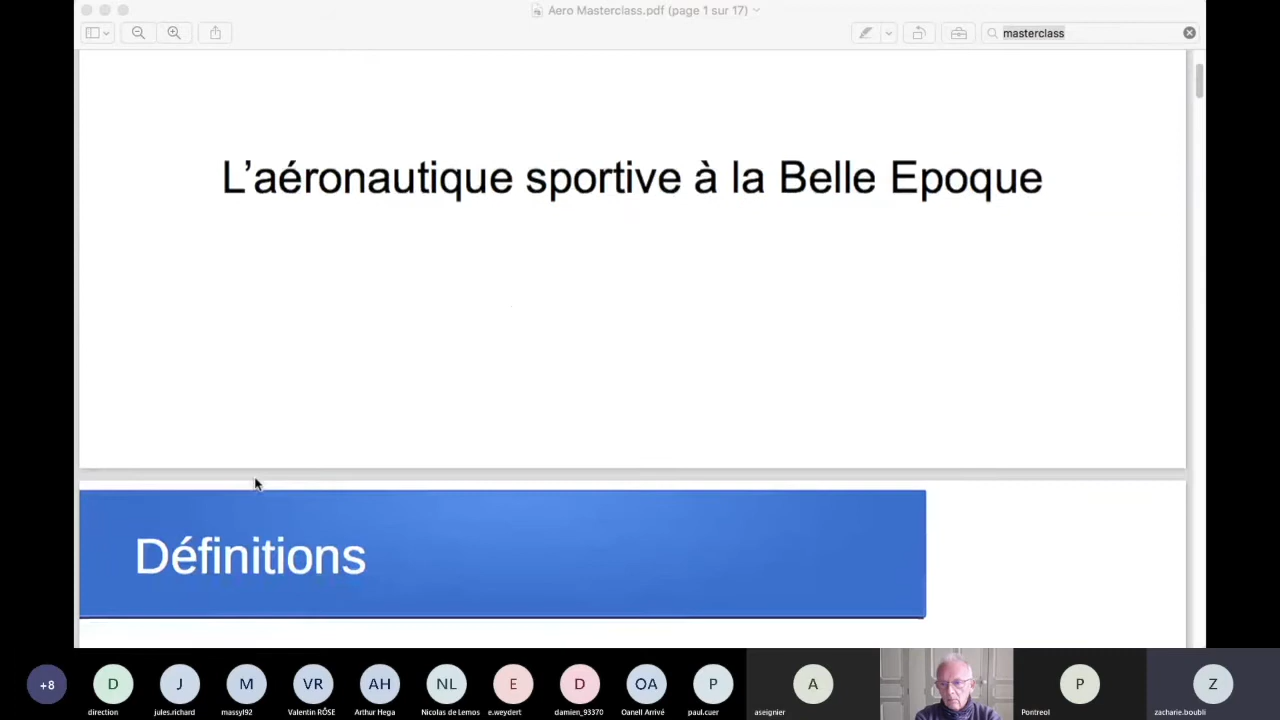 Aero Masterclass.pdf (page 1 sur 17)
masterclass
L’aéronautique sportive à la Belle Epoque
Définitions
+8
D
J
M
VR
AH
NL
E
D
OA
P
A
P
Z
direction
jules.richard
massyl92
Valentin RÔSE
Arthur Hega
Nicolas de Lemos
e.weydert
damien_93370
Oanell Arrivé
paul.cuer
aseignier
Pontreol
zacharie.boubli